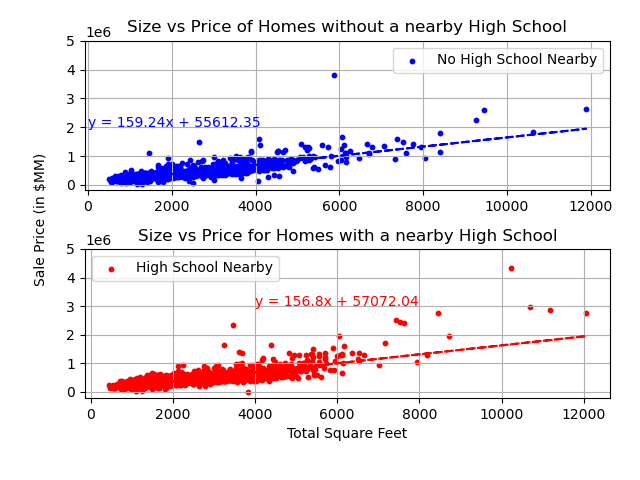 Size vs Price of Homes without a nearby High School
1e6
5
No High School Nearby
4
3
y = 159.24x + 55612.35
2
1
0
0 2000 4000 6000 8000 10000 12000
Sale Price (in $MM)
Size vs Price for Homes with a nearby High School
1e6
5
High School Nearby
4
y = 156.8x + 57072.04
3
2
1
0
0 2000 4000 6000 8000 10000 12000
Total Square Feet